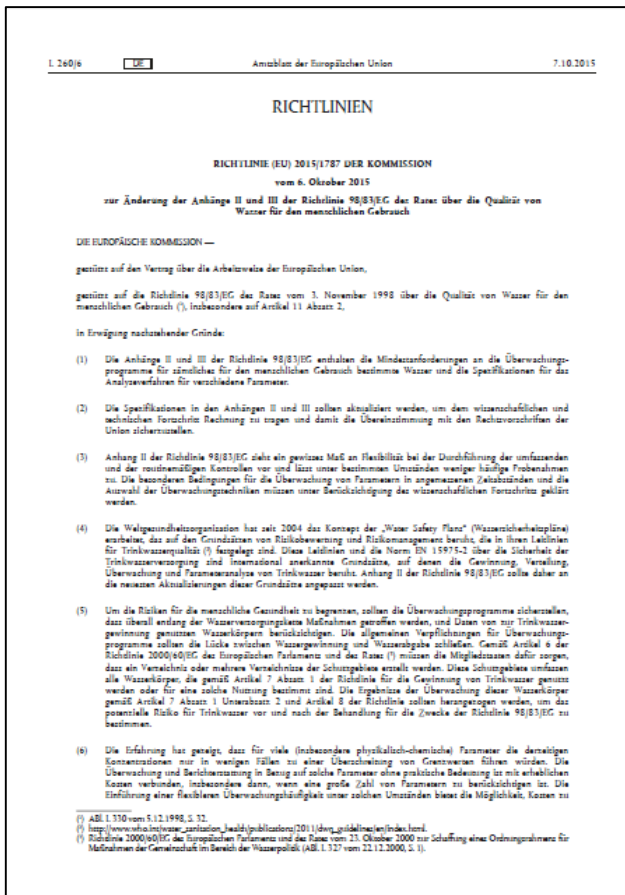 L 260/6 DE Amtsblatt der Europäischen Union 7.10.2015
RICHTLINIEN
RICHTLINIE (EU) 2015/1787 DER KOMMISSION
vom 6. Oktober 2015
zur Änderung der Anhänge II und III der Richtlinie 98/83/EG des Rates über die Qualität von
Wasser für den menschlichen Gebrauch
DIE EUROPÄISCHE KOMMISSION —
gestützt auf den Vertrag über die Arbeitsweise der Europäischen Union,
gestützt auf die Richtlinie 98/83/EG des Rates vom 3. November 1998 über die Qualität von Wasser für den
menschlichen Gebrauch (¹), insbesondere auf Artikel 11 Absatz 2,
in Erwägung nachstehender Gründe:
(1) Die Anhänge II und III der Richtlinie 98/83/EG enthalten die Mindestanforderungen an die Überwachungs-
programme für sämtliches für den menschlichen Gebrauch bestimmte Wasser und die Spezifikationen für das
Analyseverfahren für verschiedene Parameter.
(2) Die Spezifikationen in den Anhängen II und III sollten aktualisiert werden, um dem wissenschaftlichen und
technischen Fortschritt Rechnung zu tragen und damit die Übereinstimmung mit den Rechtsvorschriften der
Union sicherzustellen.
(3) Anhang II der Richtlinie 98/83/EG zieht ein gewisses Maß an Flexibilität bei der Durchführung der umfassenden
und der routinemäßigen Kontrollen vor und lässt unter bestimmten Umständen weniger häufige Probenahmen
zu. Die besonderen Bedingungen für die Überwachung von Parametern in angemessenen Zeitabständen und die
Auswahl der Überwachungstechniken müssen unter Berücksichtigung des wissenschaftlichen Fortschritts geklärt
werden.
(4) Die Weltgesundheitsorganisation hat seit 2004 das Konzept der „Water Safety Plans“ (Wassersicherheitspläne)
erarbeitet, das auf den Grundsätzen von Risikobewertung und Risikomanagement beruht, die in ihren Leitlinien
für Trinkwasserqualität (²) festgelegt sind. Diese Leitlinien und die Norm EN 15975-2 über die Sicherheit der
Trinkwasserversorgung sind international anerkannte Grundsätze, auf denen die Gewinnung, Verteilung,
Überwachung und Parameteranalyse von Trinkwasser beruht. Anhang II der Richtlinie 98/83/EG sollte daher an
die neuesten Aktualisierungen dieser Grundsätze angepasst werden.
(5) Um die Risiken für die menschliche Gesundheit zu begrenzen, sollten die Überwachungsprogramme sicherstellen,
dass überall entlang der Wasserversorgungskette Maßnahmen getroffen werden, und Daten von zur Trinkwasser-
gewinnung genutzten Wasserkörpern berücksichtigen. Die allgemeinen Verpflichtungen für Überwachungs-
programme sollten die Lücke zwischen Wassergewinnung und Wasserabgabe schließen. Gemäß Artikel 6 der
Richtlinie 2000/60/EG des Europäischen Parlaments und des Rates (³) müssen die Mitgliedstaaten dafür sorgen,
dass ein Verzeichnis oder mehrere Verzeichnisse der Schutzgebiete erstellt werden. Diese Schutzgebiete umfassen
alle Wasserkörper, die gemäß Artikel 7 Absatz 1 der Richtlinie für die Gewinnung von Trinkwasser genutzt
werden oder für eine solche Nutzung bestimmt sind. Die Ergebnisse der Überwachung dieser Wasserkörper
gemäß Artikel 7 Absatz 1 Unterabsatz 2 und Artikel 8 der Richtlinie sollten herangezogen werden, um das
potenzielle Risiko für Trinkwasser vor und nach der Behandlung für die Zwecke der Richtlinie 98/83/EG zu
bestimmen.
(6) Die Erfahrung hat gezeigt, dass für viele (insbesondere physikalisch-chemische) Parameter die derzeitigen
Konzentrationen nur in wenigen Fällen zu einer Überschreitung von Grenzwerten führen würden. Die
Überwachung und Berichterstattung in Bezug auf solche Parameter ohne praktische Bedeutung ist mit erheblichen
Kosten verbunden, insbesondere dann, wenn eine große Zahl von Parametern zu berücksichtigen ist. Die
Einführung einer flexibleren Überwachungshäufigkeit unter solchen Umständen bietet die Möglichkeit, Kosten zu
(¹) ABl. L 330 vom 5.12.1998, S. 32.
(²) http://www.who.int/water_sanitation_health/publications/2011/dwq_guidelines/en/index.html.
(³) Richtlinie 2000/60/EG des Europäischen Parlaments und des Rates vom 23. Oktober 2000 zur Schaffung eines Ordnungsrahmens für
Maßnahmen der Gemeinschaft im Bereich der Wasserpolitik (ABl. L 327 vom 22.12.2000, S. 1).